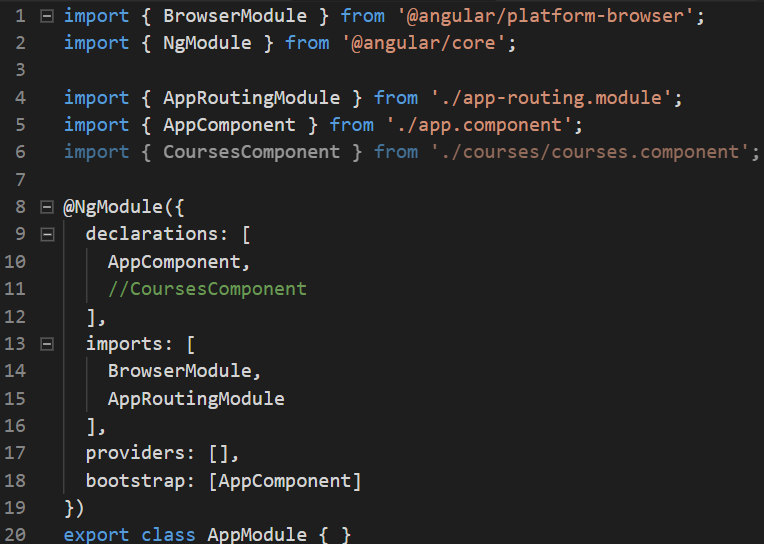 1 import { BrowserModule } from '@angular/platform-browser';
2 import { NgModule } from '@angular/core';
3
4 import { AppRoutingModule } from './app-routing.module';
5 import { AppComponent } from './app.component';
6 import { CoursesComponent } from './courses/courses.component';
7
8 @NgModule({
9   declarations: [
10     AppComponent,
11     //CoursesComponent
12   ],
13   imports: [
14     BrowserModule,
15     AppRoutingModule
16   ],
17   providers: [],
18   bootstrap: [AppComponent]
19 })
20 export class AppModule { }